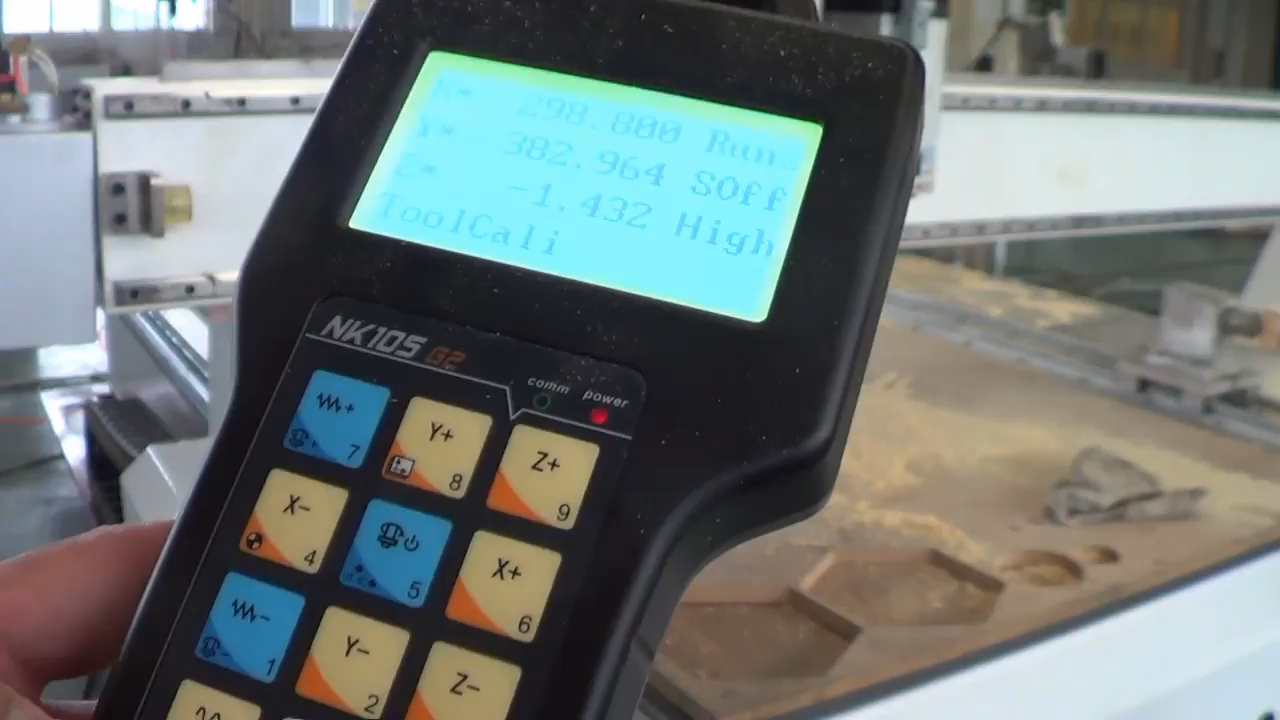 X* 298.800 Run
Y* 382.964 SOff
Z* -1.432 High
ToolCali
NK105 G2
comm power
+ 7
Y+ 8
Z+ 9
X- 4
5
X+ 6
- 1
Y- 2
Z-